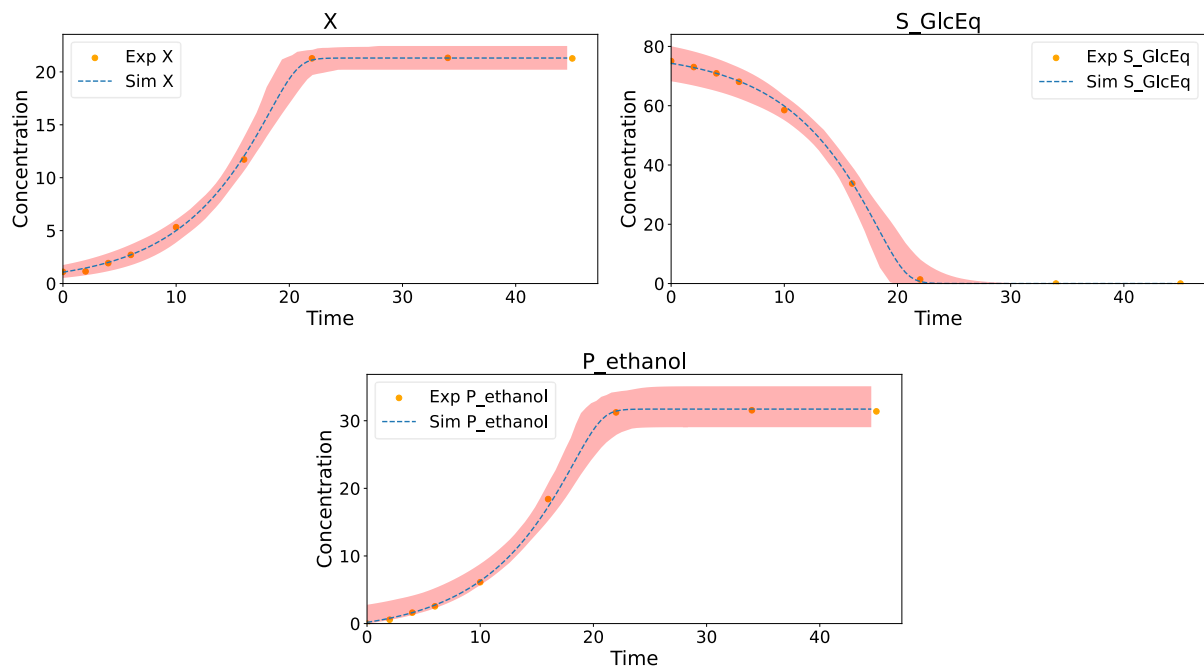 X
Concentration
20
15
10
5
0
Exp X
Sim X
0 20 40
10 30
Time
S_GlcEq
Concentration
80
60
40
20
0
Exp S_GlcEq
Sim S_GlcEq
0 10 20 30 40
Time
P_ethanol
Concentration
30
20
10
0
Exp P_ethanol
Sim P_ethanol
0 10 20 30 40
Time